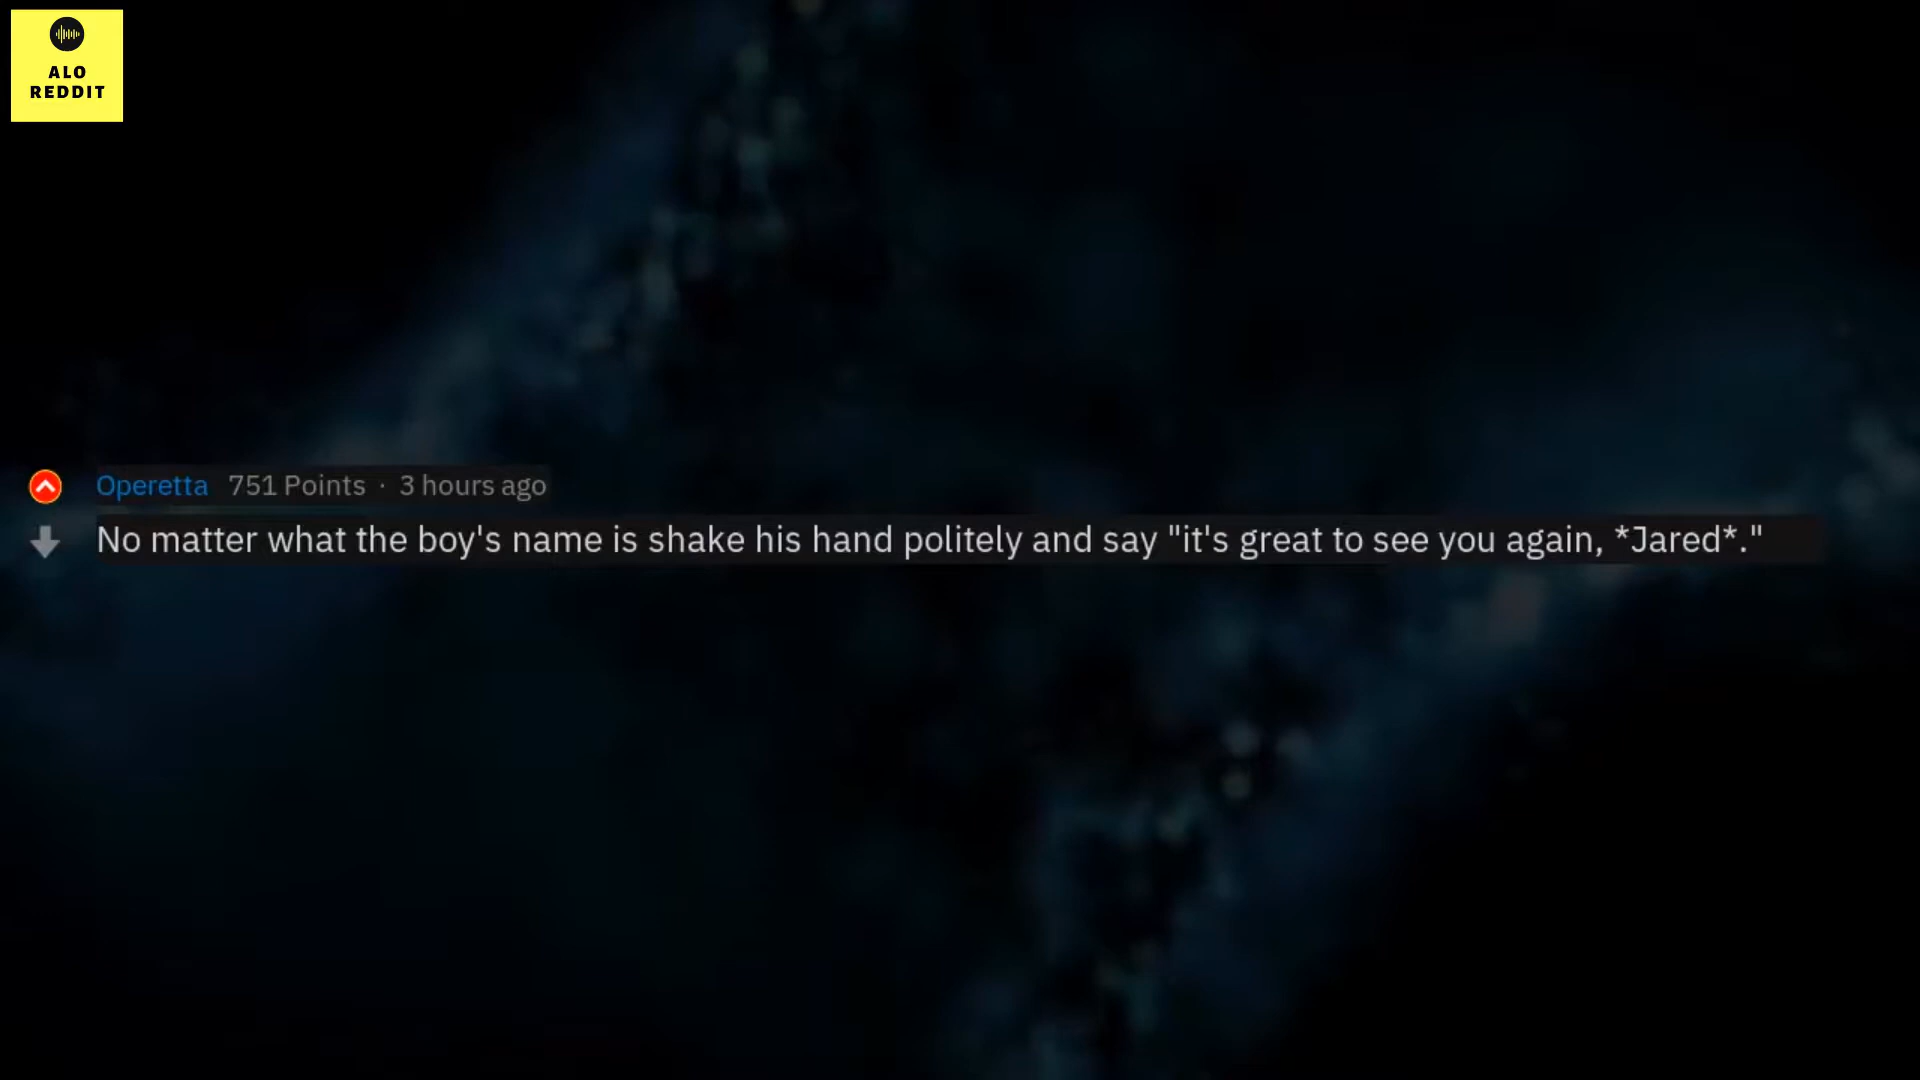 ALO
REDDIT
Operetta 751 Points · 3 hours ago
No matter what the boy's name is shake his hand politely and say "it's great to see you again, *Jared*."